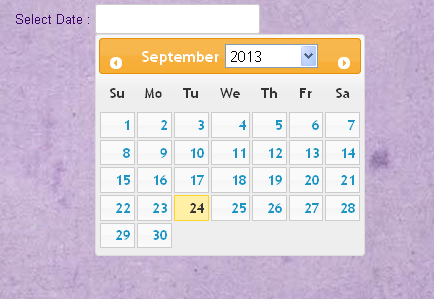 Select Date :
September 2013
Su Mo Tu We Th Fr Sa
1 2 3 4 5 6 7
8 9 10 11 12 13 14
15 16 17 18 19 20 21
22 23 24 25 26 27 28
29 30